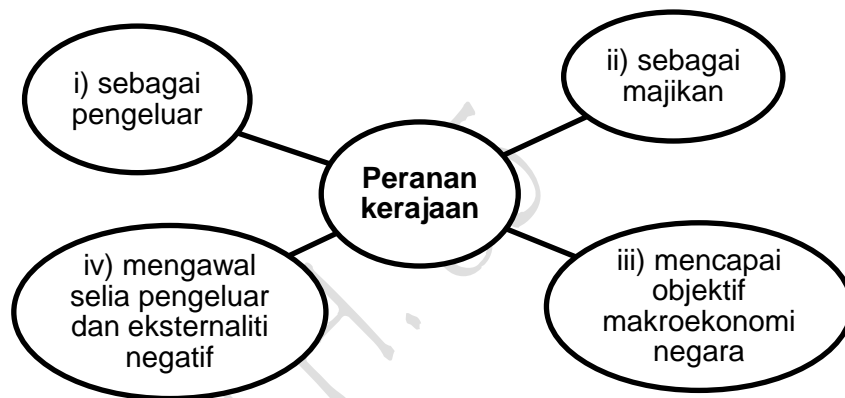 i) sebagai
pengeluar
ii) sebagai
majikan
Peranan
kerajaan
iv) mengawal
selia pengeluar
dan eksternaliti
negatif
iii) mencapai
objektif
makroekonomi
negara